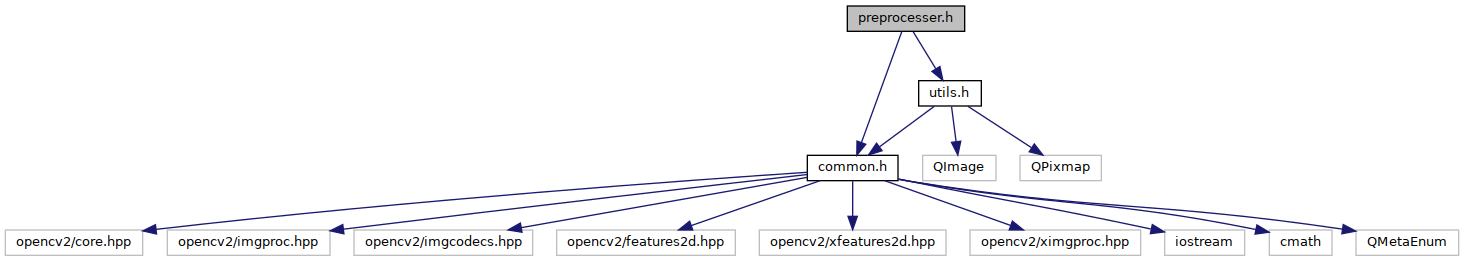 preprocesser.h
utils.h
common.h
QImage
QPixmap
opencv2/core.hpp
opencv2/imgproc.hpp
opencv2/imgcodecs.hpp
opencv2/features2d.hpp
opencv2/xfeatures2d.hpp
opencv2/ximgproc.hpp
iostream
cmath
QMetaEnum